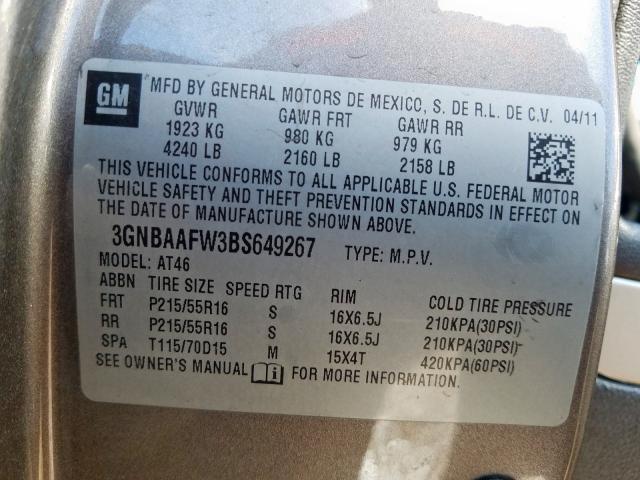 GM
MFD BY GENERAL MOTORS DE MEXICO, S. DE R.L. DE C.V. 04/11
GVWR GAWR FRT GAWR RR
1923 KG 980 KG 979 KG
4240 LB 2160 LB 2158 LB
THIS VEHICLE CONFORMS TO ALL APPLICABLE U.S. FEDERAL MOTOR
VEHICLE SAFETY AND THEFT PREVENTION STANDARDS IN EFFECT ON
THE DATE OF MANUFACTURE SHOWN ABOVE.
3GNBAAFW3BS649267 TYPE: M.P.V.
MODEL: AT46
ABBN TIRE SIZE SPEED RTG RIM COLD TIRE PRESSURE
FRT P215/55R16 S 16X6.5J 210KPA(30PSI)
RR P215/55R16 S 16X6.5J 210KPA(30PSI)
SPA T115/70D15 M 15X4T 420KPA(60PSI)
SEE OWNER'S MANUAL FOR MORE INFORMATION.